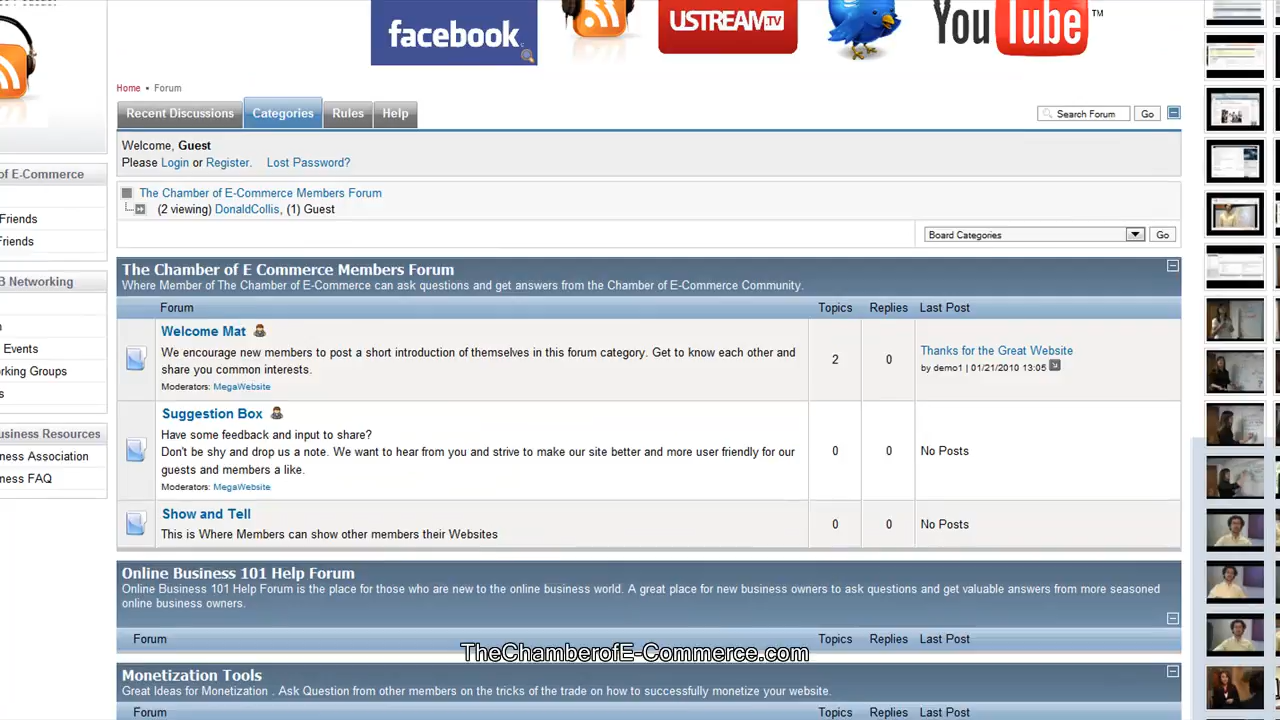 facebook
USTREAM TV
YouTube™
Home • Forum
of E-Commerce
Friends
Friends
B Networking
Events
rking Groups
s
usiness Resources
ness Association
ness FAQ
Recent Discussions Categories Rules Help
Search Forum Go
Welcome, Guest
Please Login or Register. Lost Password?
The Chamber of E-Commerce Members Forum
(2 viewing) DonaldCollis, (1) Guest
Board Categories Go
The Chamber of E Commerce Members Forum
Where Member of The Chamber of E-Commerce can ask questions and get answers from the Chamber of E-Commerce Community.
Forum Topics Replies Last Post
Welcome Mat
We encourage new members to post a short introduction of themselves in this forum category. Get to know each other and
share you common interests.
Moderators: MegaWebsite
2 0
Thanks for the Great Website
by demo1 | 01/21/2010 13:05
Suggestion Box
Have some feedback and input to share?
Don't be shy and drop us a note. We want to hear from you and strive to make our site better and more user friendly for our
guests and members a like.
Moderators: MegaWebsite
0 0 No Posts
Show and Tell
This is Where Members can show other members their Websites
0 0 No Posts
Online Business 101 Help Forum
Online Business 101 Help Forum is the place for those who are new to the online business world. A great place for new business owners to ask questions and get valuable answers from more seasoned
online business owners.
Forum Topics Replies Last Post
TheChamberofE-Commerce.com
Monetization Tools
Great Ideas for Monetization . Ask Question from other members on the tricks of the trade on how to successfully monetize your website.
Forum Topics Replies Last Post